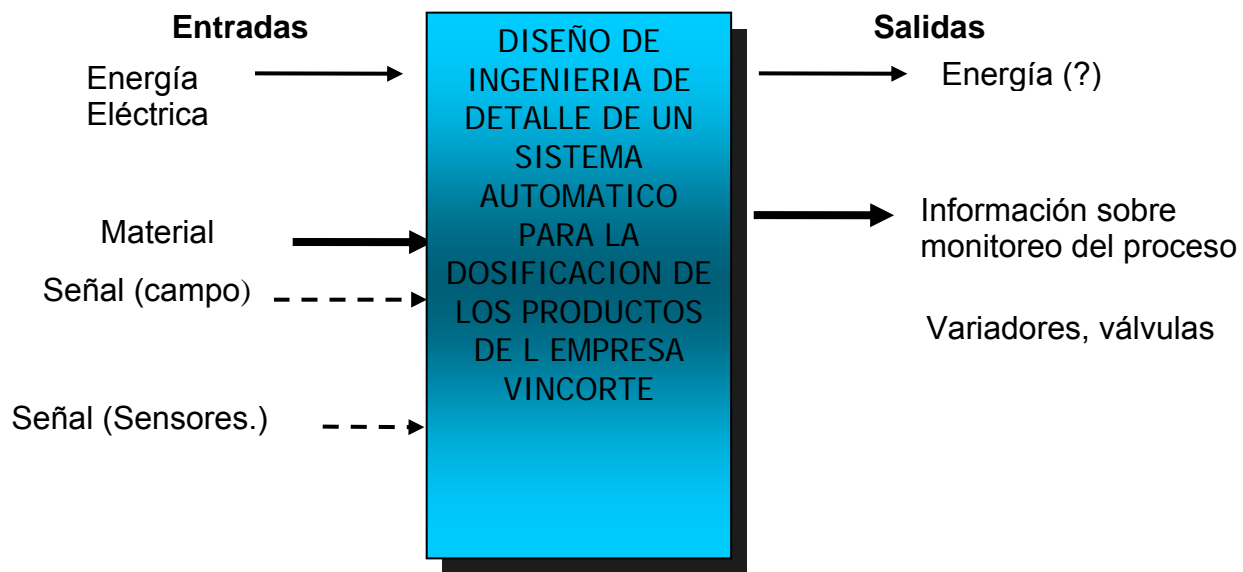 Entradas
Energía
Eléctrica
Material
Señal (campo)
Señal (Sensores.)
DISEÑO DE
INGENIERIA DE
DETALLE DE UN
SISTEMA
AUTOMATICO
PARA LA
DOSIFICACION DE
LOS PRODUCTOS
DE L EMPRESA
VINCORTE
Salidas
Energía (?)
Información sobre
monitoreo del proceso
Variadores, válvulas